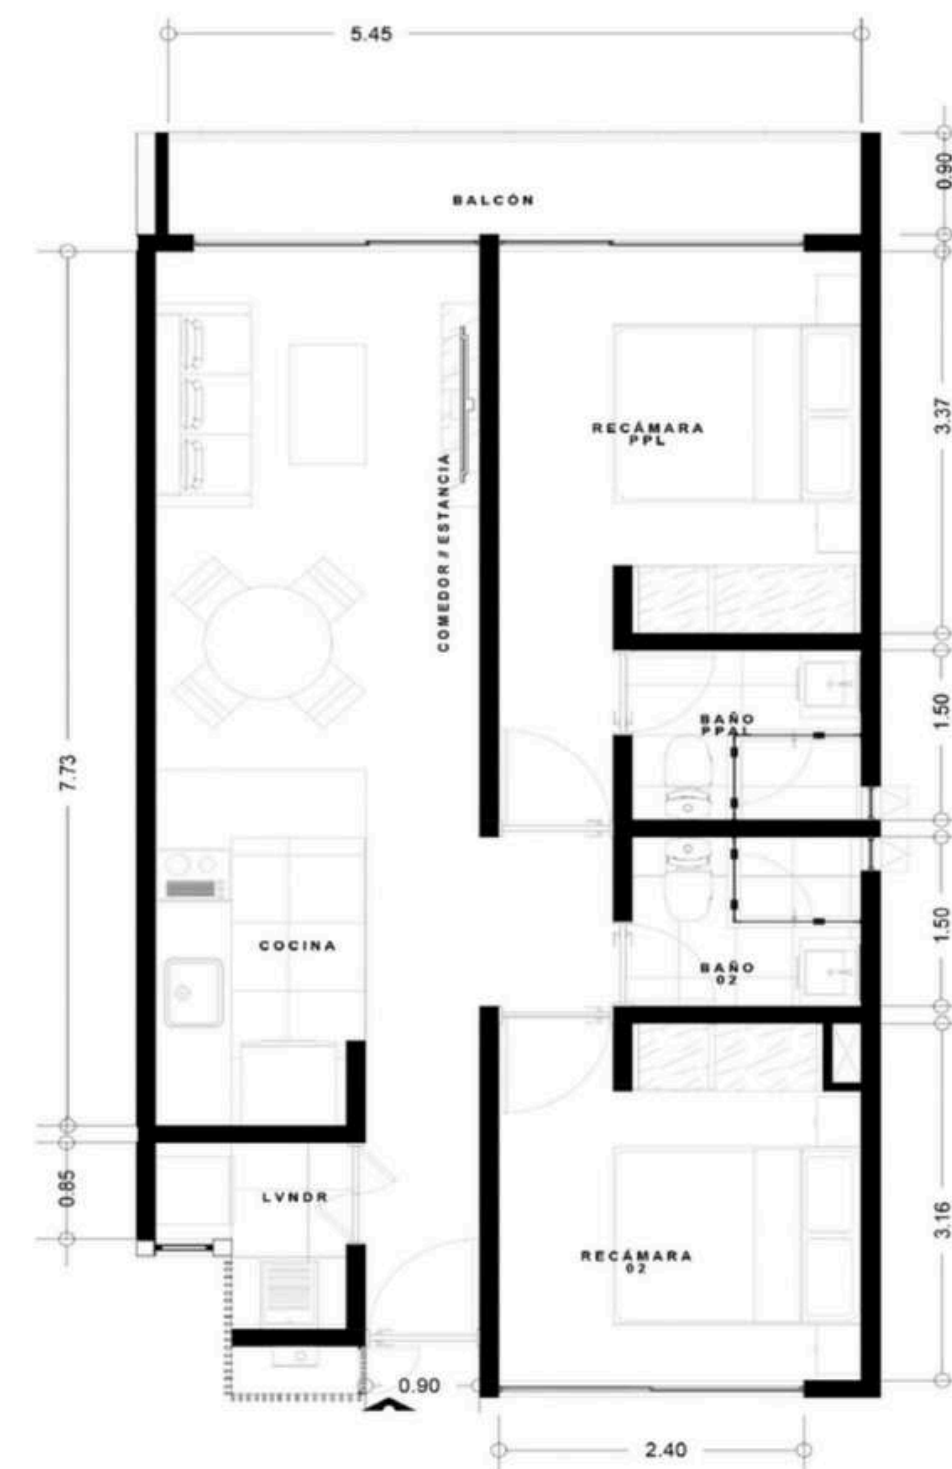 5.45
0.90
BALCÓN
3.37
RECÁMARA
PPL
COMEDOR // ESTANCIA
1.50
BAÑO
PPAL
7.73
1.50
COCINA
BAÑO
02
0.85
LVNDR
3.16
RECÁMARA
02
0.90
2.40